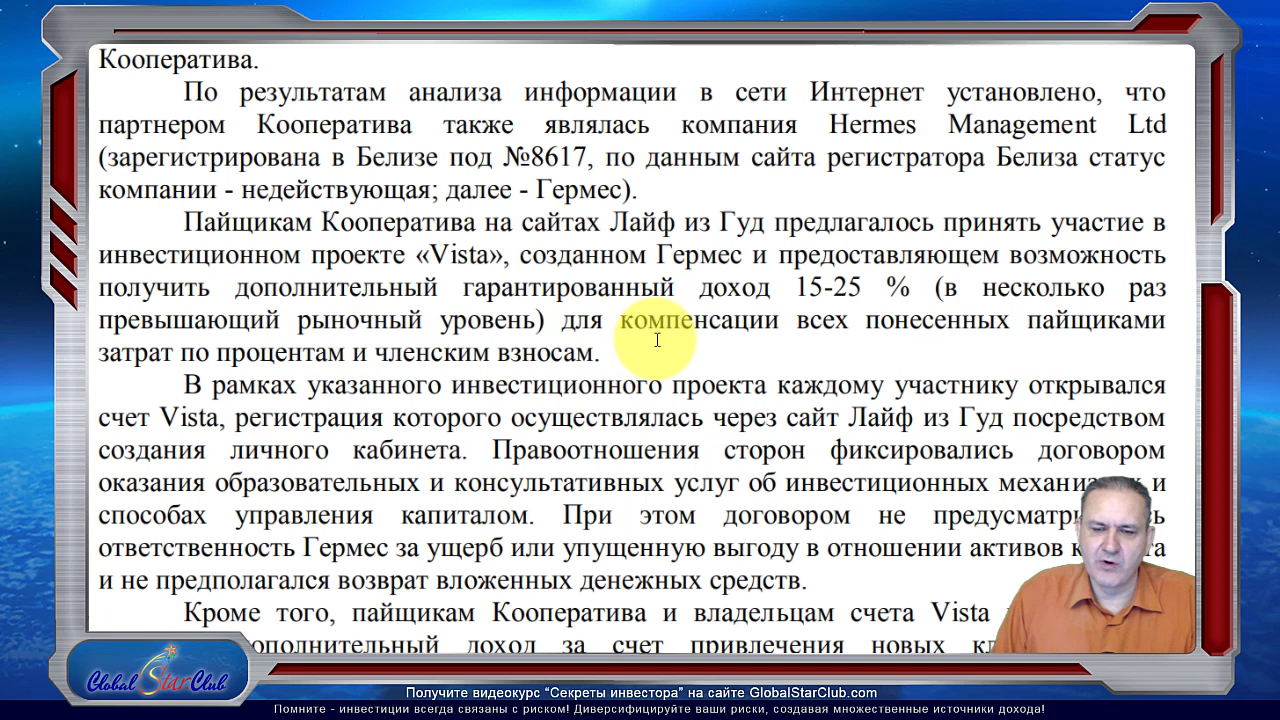 Кооператива.
По результатам анализа информации в сети Интернет установлено, что
партнером Кооператива также являлась компания Hermes Management Ltd
(зарегистрирована в Белизе под №8617, по данным сайта регистратора Белиза статус
компании - недействующая; далее - Гермес).
Пайщикам Кооператива на сайтах Лайф из Гуд предлагалось принять участие в
инвестиционном проекте «Vista», созданном Гермес и предоставляющем возможность
получить дополнительный гарантированный доход 15-25 % (в несколько раз
превышающий рыночный уровень) для компенсации всех понесенных пайщиками
затрат по процентам и членским взносам.
В рамках указанного инвестиционного проекта каждому участнику открывался
счет Vista, регистрация которого осуществлялась через сайт Лайф из Гуд посредством
создания личного кабинета. Правоотношения сторон фиксировались договором
оказания образовательных и консультативных услуг об инвестиционных и
способах управления капиталом. При этом договором не
ответственность Гермес за ущерб или упущенную выгоду в отношении активов
и не предполагался возврат вложенных денежных средств.
Кроме того, пайщикам Кооператива и владельцам счета Vista
доход за счет привлечения новых
Global Star Club
Получите видеокурс "Секреты инвестора" на сайте GlobalStarClub.com
Помните - инвестиции всегда связаны с риском! Диверсифицируйте ваши риски, создавая множественные источники дохода!